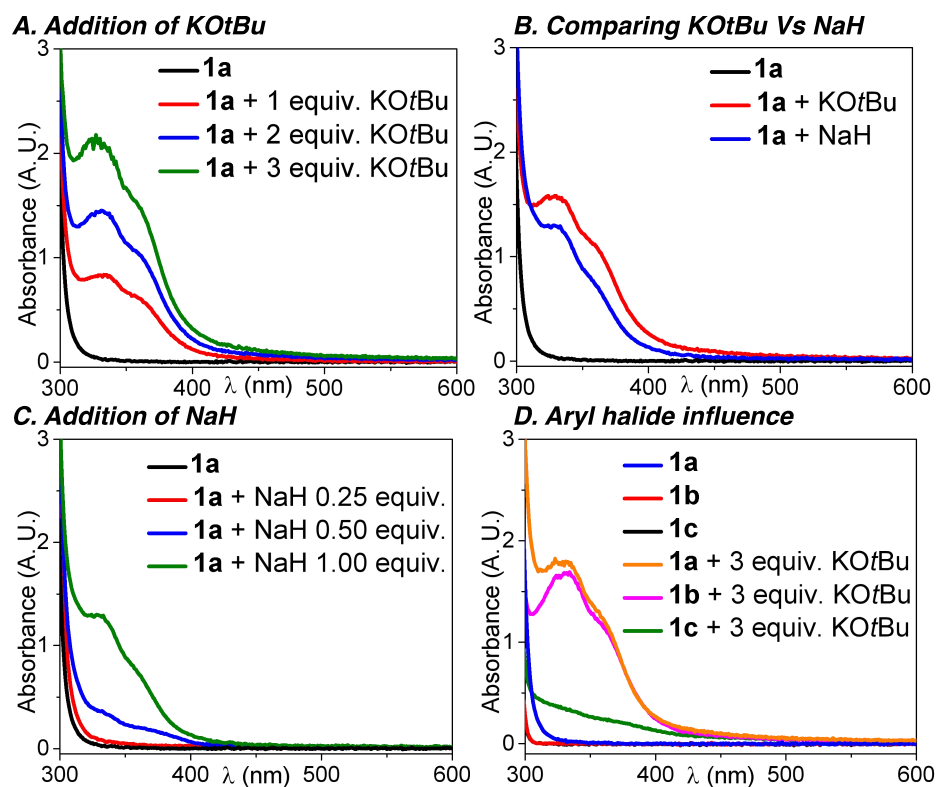 A. Addition of KOtBu
3
2
1
0
Absorbance (A. U.)
1a
1a + 1 equiv. KOtBu
1a + 2 equiv. KOtBu
1a + 3 equiv. KOtBu
300 400 500 600
λ (nm)
B. Comparing KOtBu Vs NaH
3
2
1
0
Absorbance (A. U.)
1a
1a + KOtBu
1a + NaH
300 400 500 600
λ (nm)
C. Addition of NaH
3
2
1
0
Absorbance (A. U.)
1a
1a + NaH 0.25 equiv.
1a + NaH 0.50 equiv.
1a + NaH 1.00 equiv.
300 400 500 600
λ (nm)
D. Aryl halide influence
3
2
1
0
Absorbance (A. U.)
1a
1b
1c
1a + 3 equiv. KOtBu
1b + 3 equiv. KOtBu
1c + 3 equiv. KOtBu
300 400 500 600
λ (nm)